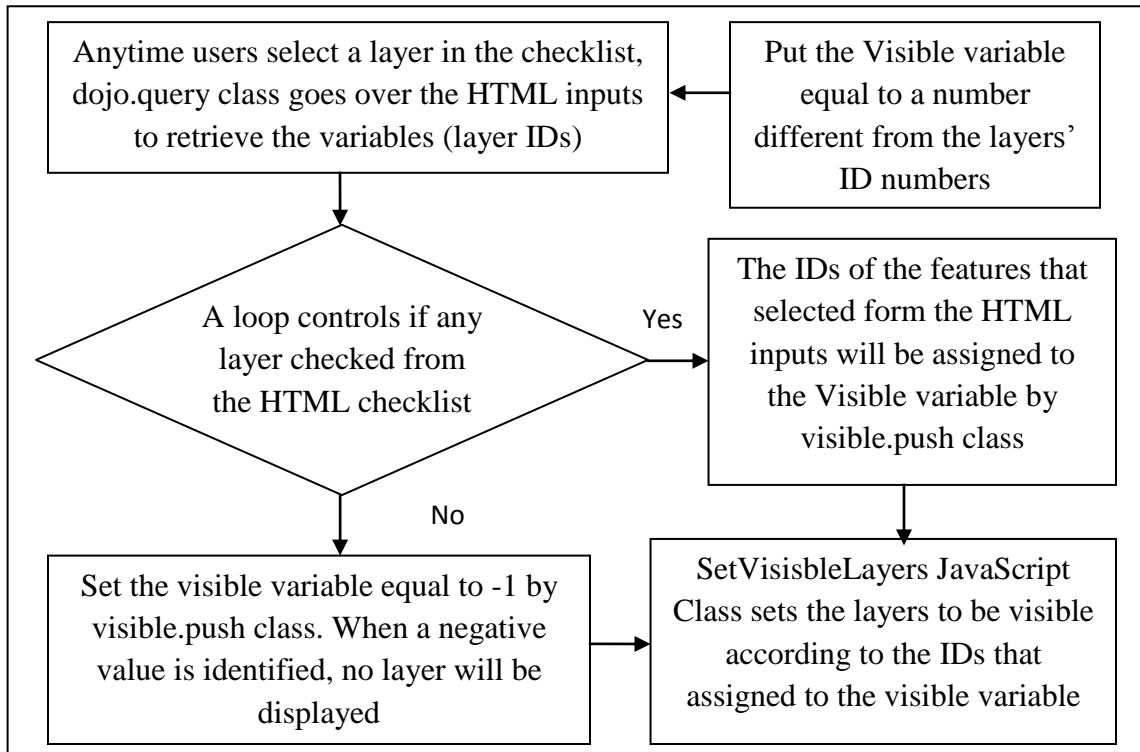 Anytime users select a layer in the checklist,
dojo.query class goes over the HTML inputs
to retrieve the variables (layer IDs)
Put the Visible variable
equal to a number
different from the layers’
ID numbers
A loop controls if any
layer checked from
the HTML checklist
Yes
The IDs of the features that
selected form the HTML
inputs will be assigned to
the Visible variable by
visible.push class
No
Set the visible variable equal to -1 by
visible.push class. When a negative
value is identified, no layer will be
displayed
SetVisisbleLayers JavaScript
Class sets the layers to be visible
according to the IDs that
assigned to the visible variable